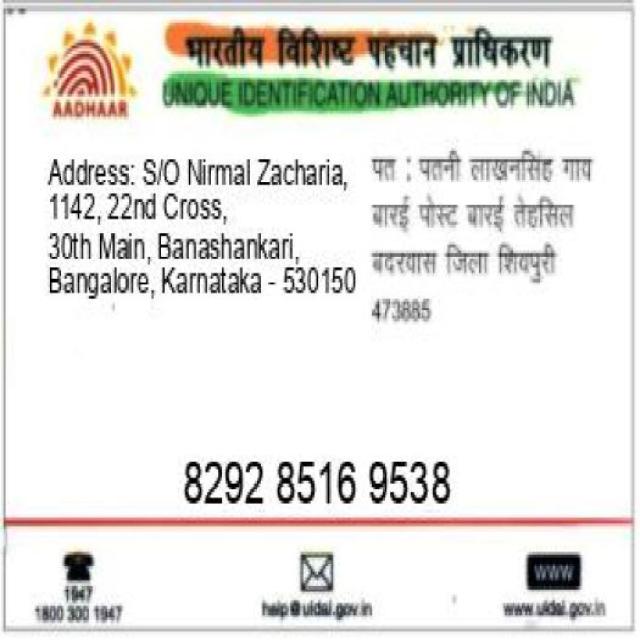 भारतीय विशिष्ट पहचान प्राधिकरण
AADHAAR
UNIQUE IDENTIFICATION AUTHORITY OF INDIA
Address: S/O Nirmal Zacharia,
1142, 22nd Cross,
30th Main, Banashankari,
Bangalore, Karnataka - 530150
पत : पतनी लाखनसिंह गाय
बारई पोस्ट बारई तेहसिल
बदरवास जिला शिवपुरी
473885
8292 8516 9538
1947
1800 300 1947
help@uidai.gov.in
WWW
www.uidai.gov.in